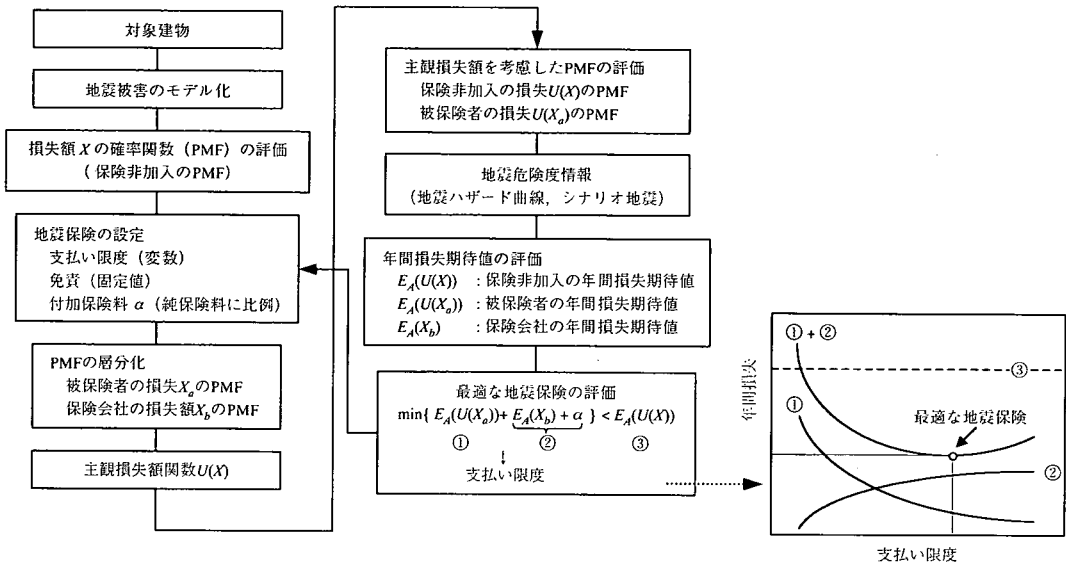 対象建物
地震被害のモデル化
損失額 X の確率関数（PMF）の評価
（保険非加入のPMF）
地震保険の設定
支払い限度（変数）
免責（固定値）
付加保険料 α（純保険料に比例）
PMFの層分化
被保険者の損失XaのPMF
保険会社の損失額XbのPMF
主観損失額関数U(X)
主観損失額を考慮したPMFの評価
保険非加入の損失U(X)のPMF
被保険者の損失U(Xa)のPMF
地震危険度情報
（地震ハザード曲線，シナリオ地震）
年間損失期待値の評価
EA(U(X)) ：保険非加入の年間損失期待値
EA(U(Xa)) ：被保険者の年間損失期待値
EA(Xb) ：保険会社の年間損失期待値
最適な地震保険の評価
min{ EA(U(Xa))+ EA(Xb) + α } < EA(U(X))
① ② ③
支払い限度
① + ②
③
①
最適な地震保険
②
年間損失
支払い限度